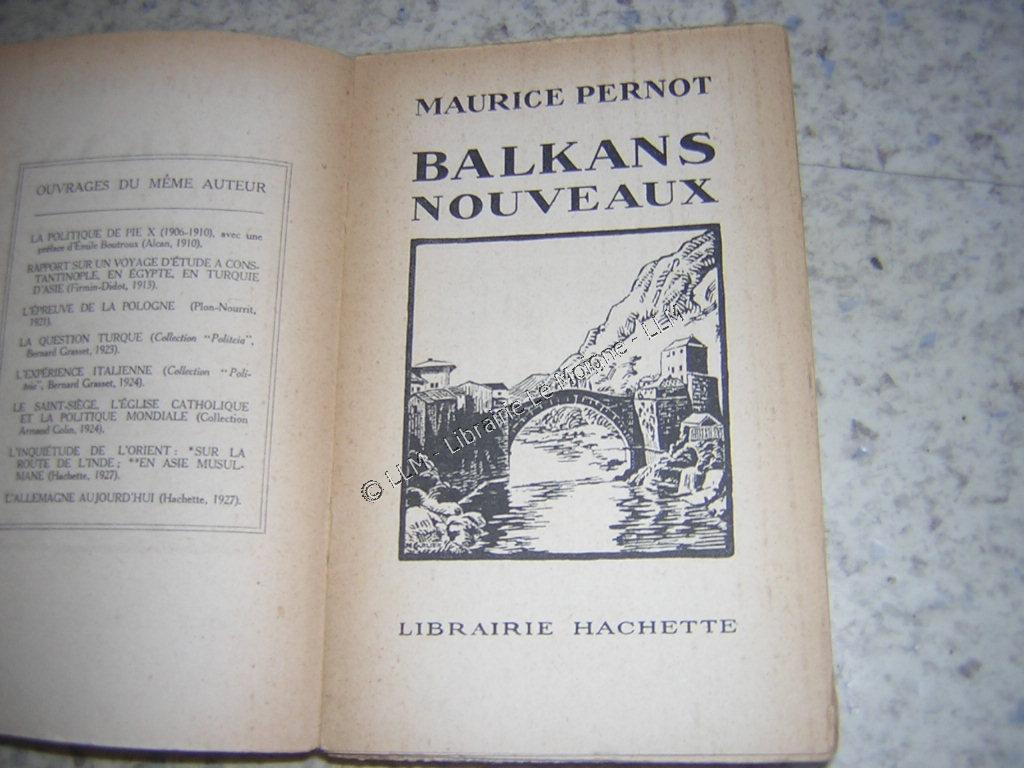 OUVRAGES DU MÊME AUTEUR
LA POLITIQUE DE PIE X (1906-1910), avec une
préface d'Émile Boutroux (Alcan, 1910).
RAPPORT SUR UN VOYAGE D'ÉTUDE A CONS-
TANTINOPLE, EN ÉGYPTE, EN TURQUIE
D'ASIE (Firmin-Didot, 1913).
L'ÉPREUVE DE LA POLOGNE (Plon-Nourrit,
1921).
LA QUESTION TURQUE (Collection "Politeia",
Bernard Grasset, 1923).
L'EXPÉRIENCE ITALIENNE (Collection "Poli-
teia", Bernard Grasset, 1924).
LE SAINT-SIÈGE, L'ÉGLISE CATHOLIQUE
ET LA POLITIQUE MONDIALE (Collection
Armand Colin, 1924).
L'INQUIÉTUDE DE L'ORIENT : *SUR LA
ROUTE DE L'INDE ; **EN ASIE MUSUL-
MANE (Hachette, 1927).
L'ALLEMAGNE AUJOURD'HUI (Hachette, 1927).
MAURICE PERNOT
BALKANS
NOUVEAUX
© LLM - Librairie Le Moigne - LLM
LIBRAIRIE HACHETTE